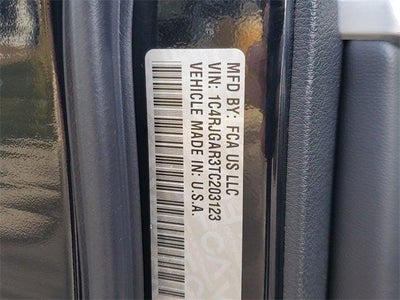 MFD BY: FCA US LLC
VIN: 1C4RJGAR3TC203123
VEHICLE MADE IN: U.S.A.